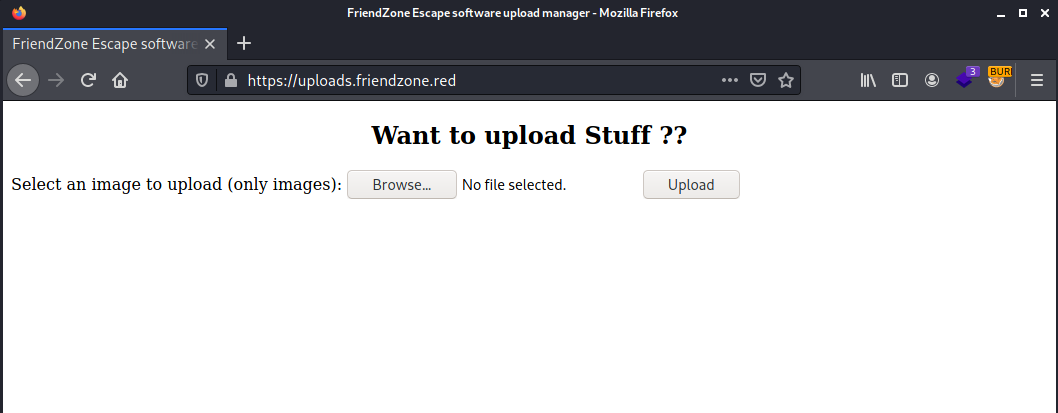 FriendZone Escape software upload manager - Mozilla Firefox
FriendZone Escape software
https://uploads.friendzone.red
3
BUR
Want to upload Stuff ??
Select an image to upload (only images): Browse... No file selected. Upload